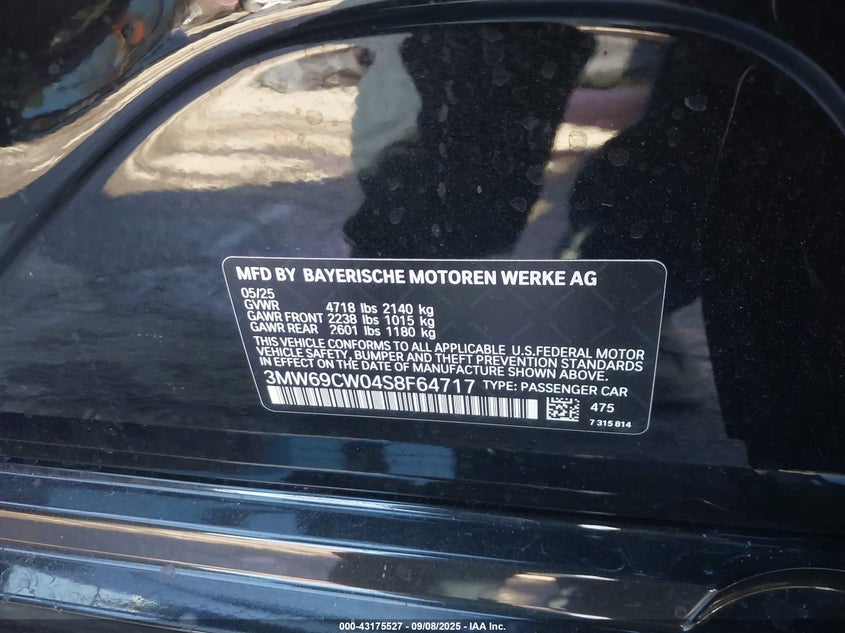 MFD BY BAYERISCHE MOTOREN WERKE AG
05/25
GVWR 4718 lbs 2140 kg
GAWR FRONT 2238 lbs 1015 kg
GAWR REAR 2601 lbs 1180 kg
THIS VEHICLE CONFORMS TO ALL APPLICABLE U.S.FEDERAL MOTOR
VEHICLE SAFETY, BUMPER AND THEFT PREVENTION STANDARDS
IN EFFECT ON THE DATE OF MANUFACTURE SHOWN ABOVE.
3MW69CW04S8F64717 TYPE: PASSENGER CAR
475
7 315 814
000-43175527 - 09/08/2025 - IAA Inc.